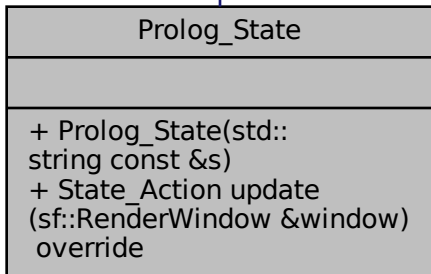 Prolog_State
+ Prolog_State(std::
string const &s)
+ State_Action update
(sf::RenderWindow &window)
override